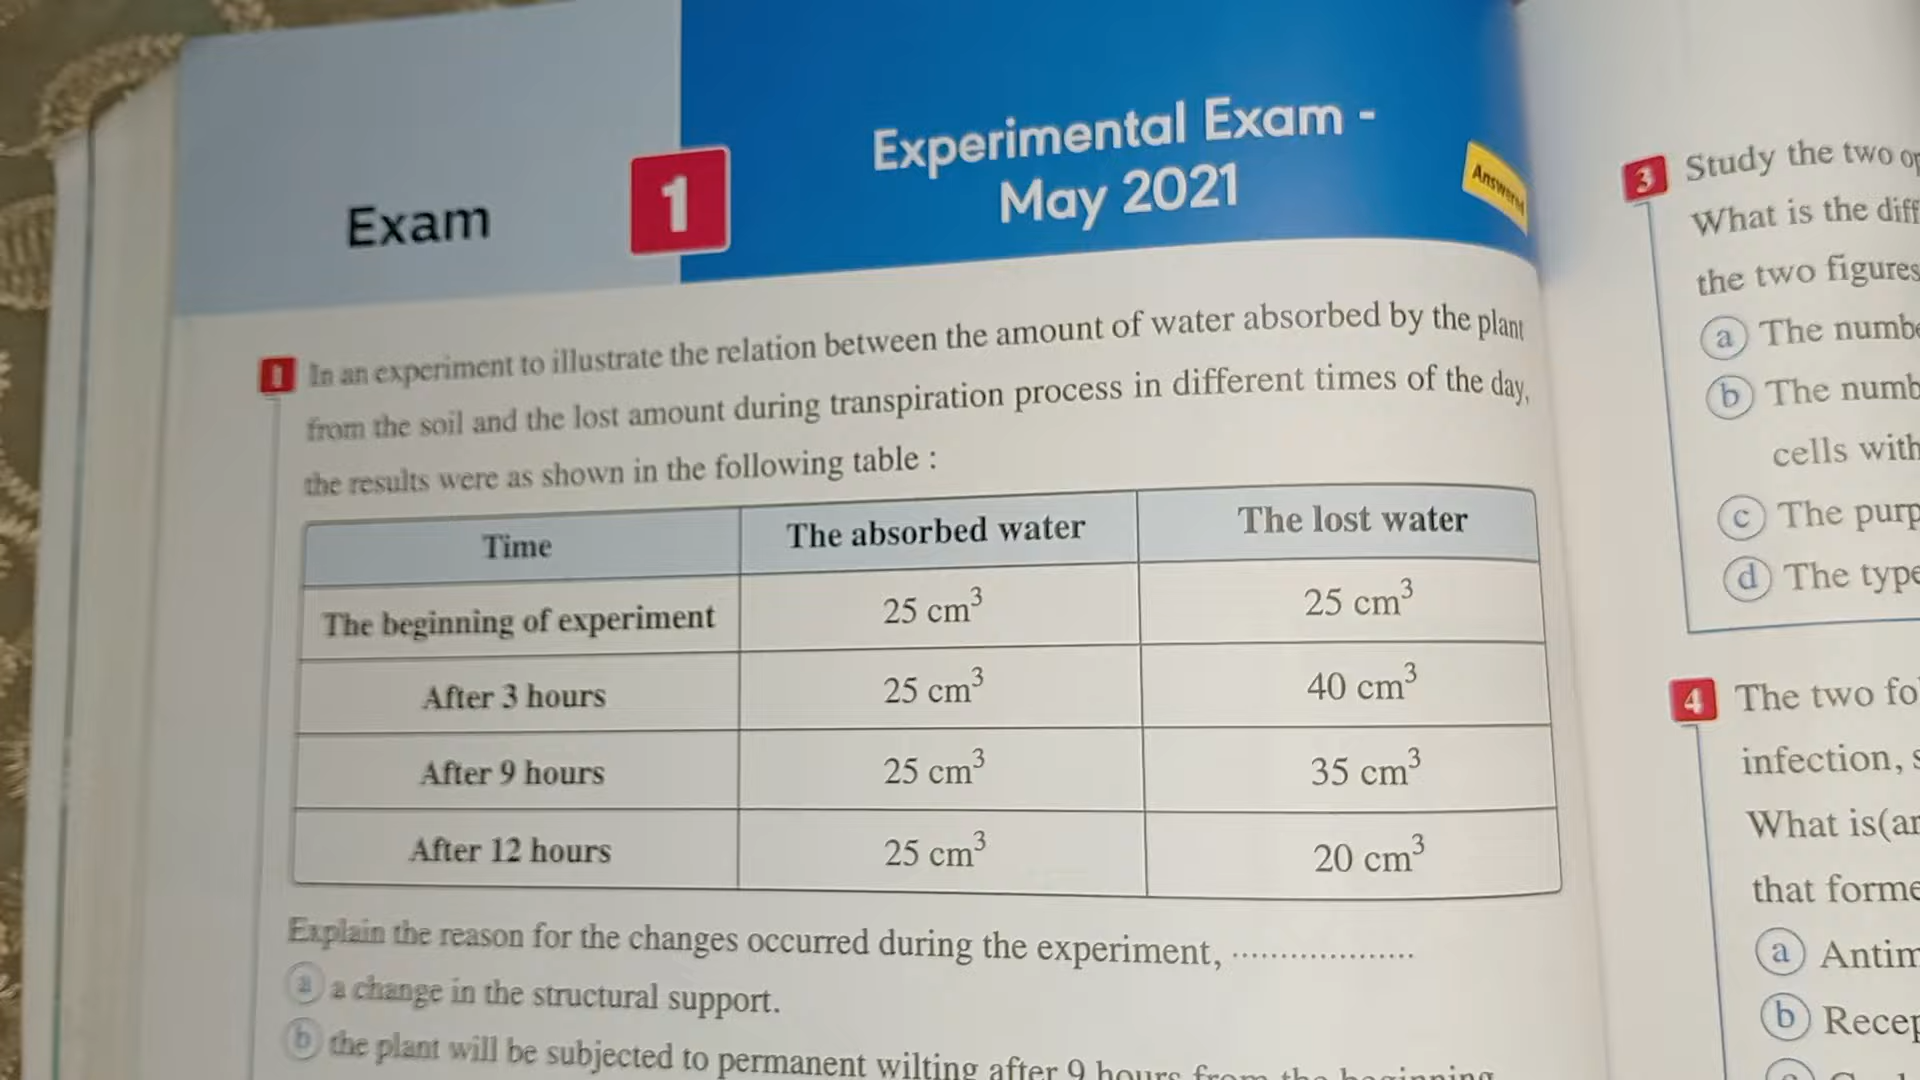 Exam
1
Experimental Exam -
May 2021
Answered
1 In an experiment to illustrate the relation between the amount of water absorbed by the plant
from the soil and the lost amount during transpiration process in different times of the day,
the results were as shown in the following table :
Time The absorbed water The lost water
The beginning of experiment 25 cm³ 25 cm³
After 3 hours 25 cm³ 40 cm³
After 9 hours 25 cm³ 35 cm³
After 12 hours 25 cm³ 20 cm³
Explain the reason for the changes occurred during the experiment, ...................
a a change in the structural support.
b the plant will be subjected to permanent wilting after 9 hours from the beginning
3 Study the two
What is the
the two figures
a The
b The
cells with
c The
d The
4 The two
infection,
What
that
a
b